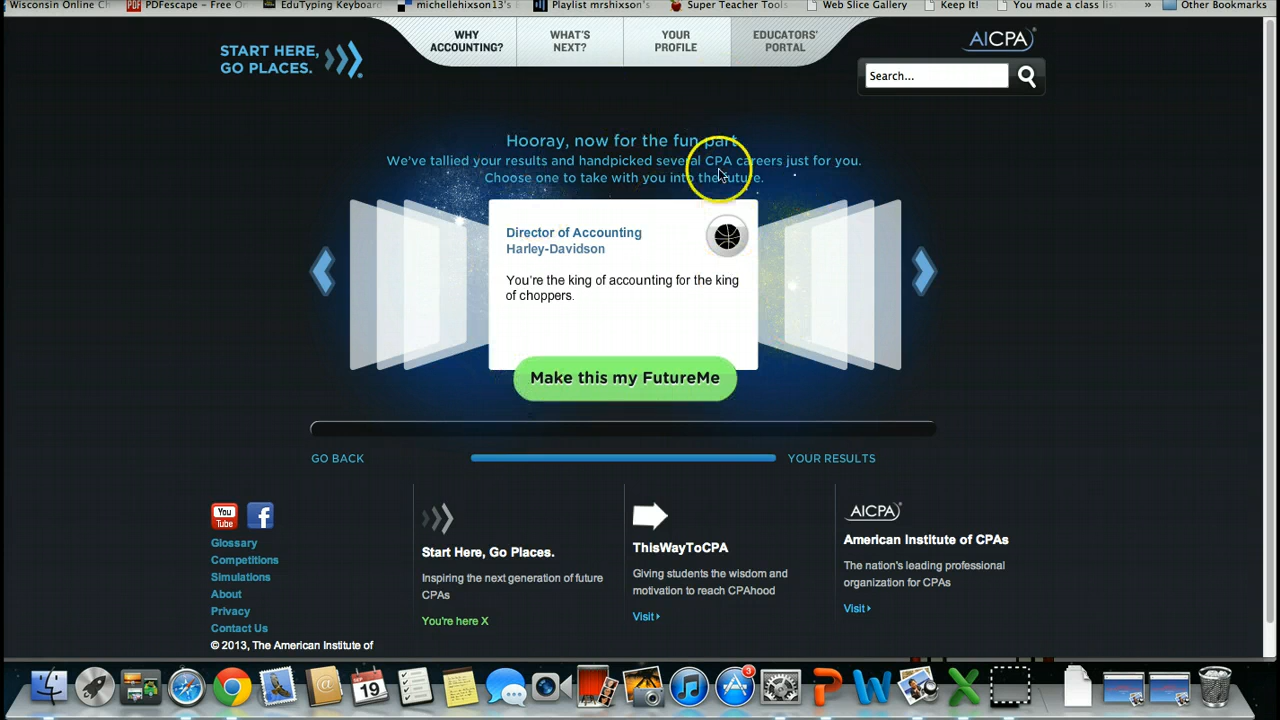 Wisconsin Online Ch
PDFescape - Free On
EduTyping Keyboard
michellehixson13's
Playlist mrshixson's
Super Teacher Tools
Web Slice Gallery
Keep It!
You made a class list
»
Other Bookmarks
START HERE,
GO PLACES.
WHY
ACCOUNTING?
WHAT'S
NEXT?
YOUR
PROFILE
EDUCATORS'
PORTAL
AICPA
Search...
Hooray, now for the fun part.
We've tallied your results and handpicked several CPA careers just for you.
Choose one to take with you into the future.
Director of Accounting
Harley-Davidson
You're the king of accounting for the king
of choppers.
Make this my FutureMe
GO BACK
YOUR RESULTS
You
Tube
f
Glossary
Competitions
Simulations
About
Privacy
Contact Us
© 2013, The American Institute of
Start Here, Go Places.
Inspiring the next generation of future
CPAs
You're here X
ThisWayToCPA
Giving students the wisdom and
motivation to reach CPAhood
Visit
AICPA
American Institute of CPAs
The nation's leading professional
organization for CPAs
Visit
SEP
19
3